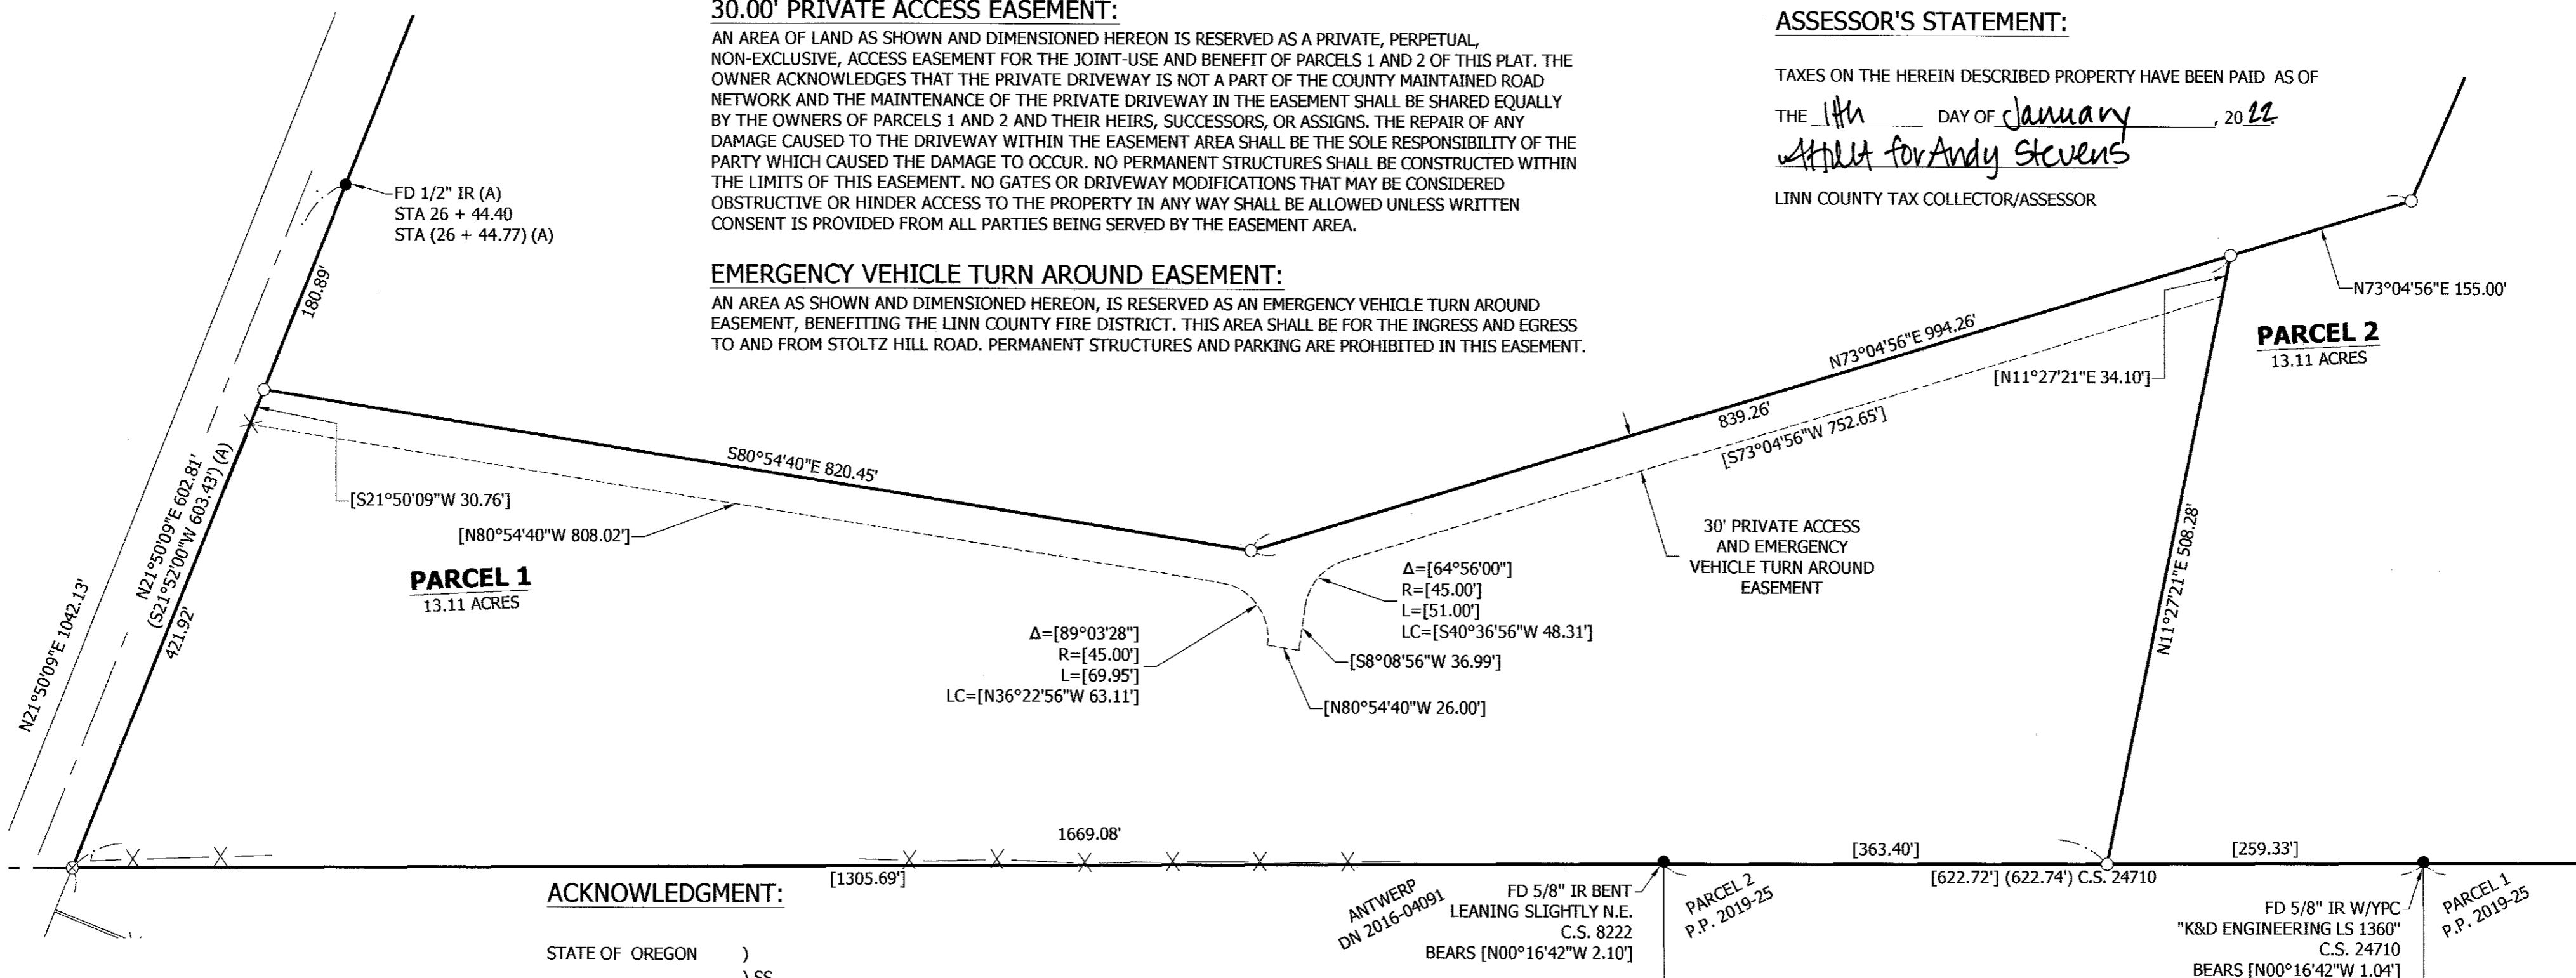 30.00' PRIVATE ACCESS EASEMENT:
AN AREA OF LAND AS SHOWN AND DIMENSIONED HEREON IS RESERVED AS A PRIVATE, PERPETUAL,
NON-EXCLUSIVE, ACCESS EASEMENT FOR THE JOINT-USE AND BENEFIT OF PARCELS 1 AND 2 OF THIS PLAT. THE
OWNER ACKNOWLEDGES THAT THE PRIVATE DRIVEWAY IS NOT A PART OF THE COUNTY MAINTAINED ROAD
NETWORK AND THE MAINTENANCE OF THE PRIVATE DRIVEWAY IN THE EASEMENT SHALL BE SHARED EQUALLY
BY THE OWNERS OF PARCELS 1 AND 2 AND THEIR HEIRS, SUCCESSORS, OR ASSIGNS. THE REPAIR OF ANY
DAMAGE CAUSED TO THE DRIVEWAY WITHIN THE EASEMENT AREA SHALL BE THE SOLE RESPONSIBILITY OF THE
PARTY WHICH CAUSED THE DAMAGE TO OCCUR. NO PERMANENT STRUCTURES SHALL BE CONSTRUCTED WITHIN
THE LIMITS OF THIS EASEMENT. NO GATES OR DRIVEWAY MODIFICATIONS THAT MAY BE CONSIDERED
OBSTRUCTIVE OR HINDER ACCESS TO THE PROPERTY IN ANY WAY SHALL BE ALLOWED UNLESS WRITTEN
CONSENT IS PROVIDED FROM ALL PARTIES BEING SERVED BY THE EASEMENT AREA.
EMERGENCY VEHICLE TURN AROUND EASEMENT:
AN AREA AS SHOWN AND DIMENSIONED HEREON, IS RESERVED AS AN EMERGENCY VEHICLE TURN AROUND
EASEMENT, BENEFITING THE LINN COUNTY FIRE DISTRICT. THIS AREA SHALL BE FOR THE INGRESS AND EGRESS
TO AND FROM STOLTZ HILL ROAD. PERMANENT STRUCTURES AND PARKING ARE PROHIBITED IN THIS EASEMENT.
ASSESSOR'S STATEMENT:
TAXES ON THE HEREIN DESCRIBED PROPERTY HAVE BEEN PAID AS OF
THE 11th DAY OF January, 2022.
for Andy Stevens
LINN COUNTY TAX COLLECTOR/ASSESSOR
FD 1/2" IR (A)
STA 26 + 44.40
STA (26 + 44.77) (A)
180.89'
N21°50'09"E 1042.13'
N21°50'09"E 602.81'
(S21°52'00"W 603.43') (A)
421.92'
S80°54'40"E 820.45'
[S21°50'09"W 30.76']
[N80°54'40"W 808.02']
PARCEL 1
13.11 ACRES
N73°04'56"E 994.26'
839.26'
[S73°04'56"W 752.65']
[N11°27'21"E 34.10']
N73°04'56"E 155.00'
PARCEL 2
13.11 ACRES
30' PRIVATE ACCESS
AND EMERGENCY
VEHICLE TURN AROUND
EASEMENT
Δ=[64°56'00"]
R=[45.00']
L=[51.00']
LC=[S40°36'56"W 48.31']
[S8°08'56"W 36.99']
[N80°54'40"W 26.00']
Δ=[89°03'28"]
R=[45.00']
L=[69.95']
LC=[N36°22'56"W 63.11']
N11°27'21"E 508.28'
1669.08'
[1305.69']
[363.40']
[259.33']
[622.72'] (622.74') C.S. 24710
ACKNOWLEDGMENT:
STATE OF OREGON )
) SS
ANTWERP
DN 2016-04091
FD 5/8" IR BENT
LEANING SLIGHTLY N.E.
C.S. 8222
BEARS [N00°16'42"W 2.10']
PARCEL 2
P.P. 2019-25
FD 5/8" IR W/YPC
"K&D ENGINEERING LS 1360"
C.S. 24710
BEARS [N00°16'42"W 1.04']
PARCEL 1
P.P. 2019-25